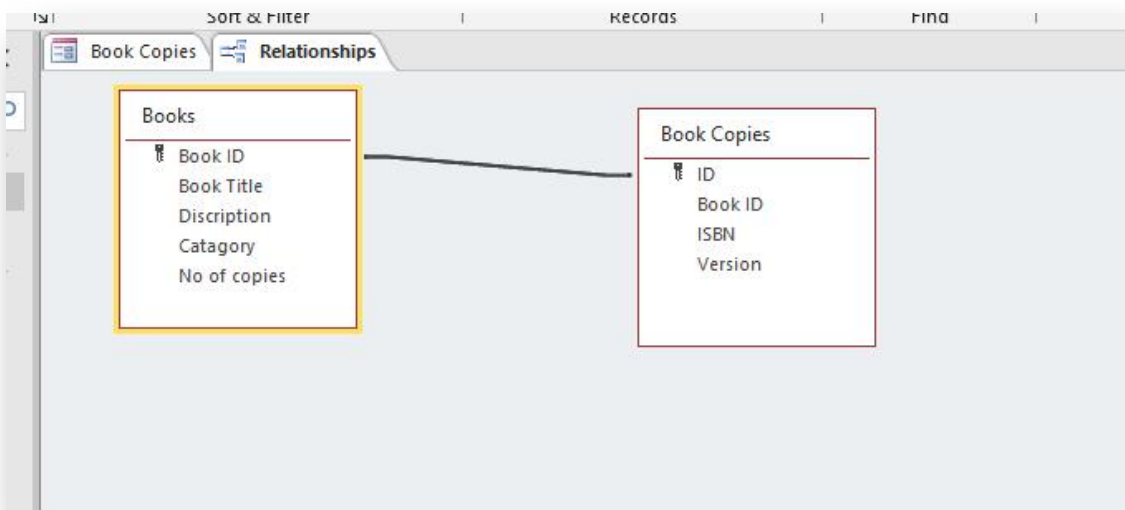 Sort & Filter Records Find
Book Copies Relationships
Books
Book ID
Book Title
Discription
Catagory
No of copies
Book Copies
ID
Book ID
ISBN
Version